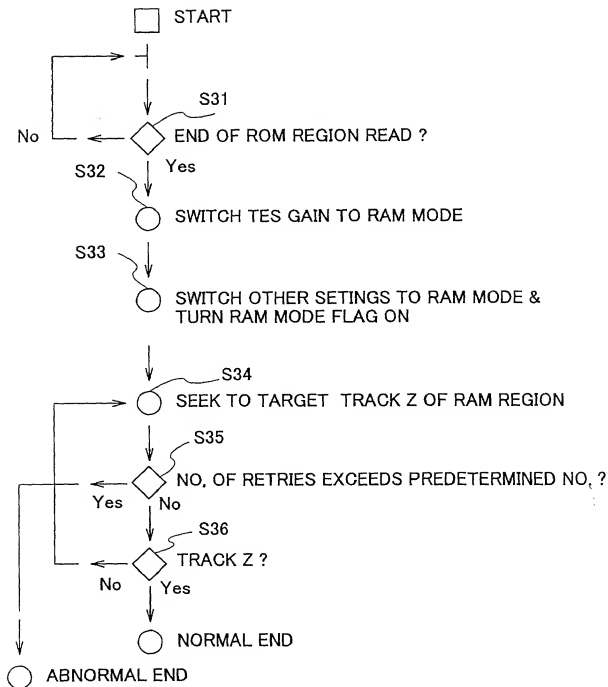 START
S31
No
END OF ROM REGION READ ?
Yes
S32
SWITCH TES GAIN TO RAM MODE
S33
SWITCH OTHER SETINGS TO RAM MODE &
TURN RAM MODE FLAG ON
S34
SEEK TO TARGET TRACK Z OF RAM REGION
S35
NO. OF RETRIES EXCEEDS PREDETERMINED NO. ?
Yes
No
S36
TRACK Z ?
No
Yes
NORMAL END
ABNORMAL END